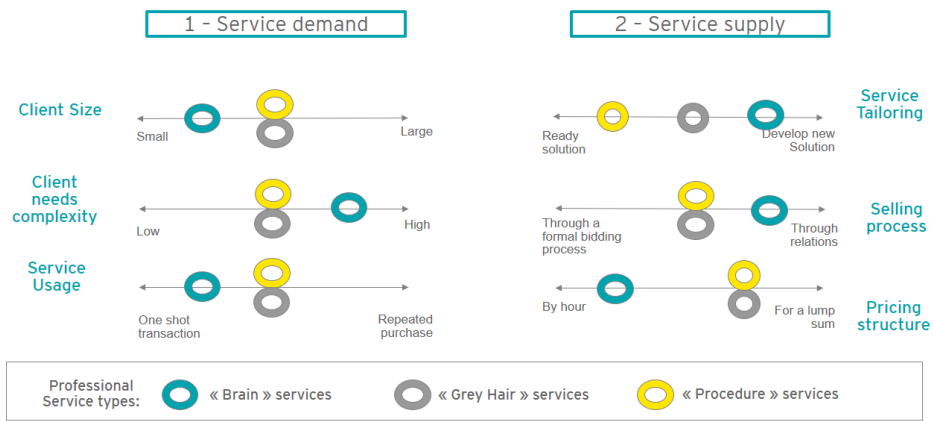 1 - Service demand
2 - Service supply
Client Size
Small
Large
Service
Tailoring
Ready
solution
Develop new
Solution
Client
needs
complexity
Low
High
Selling
process
Through a
formal bidding
process
Through
relations
Service
Usage
One shot
transaction
Repeated
purchase
Pricing
structure
By hour
For a lump
sum
Professional
Service types:
« Brain » services
« Grey Hair » services
« Procedure » services